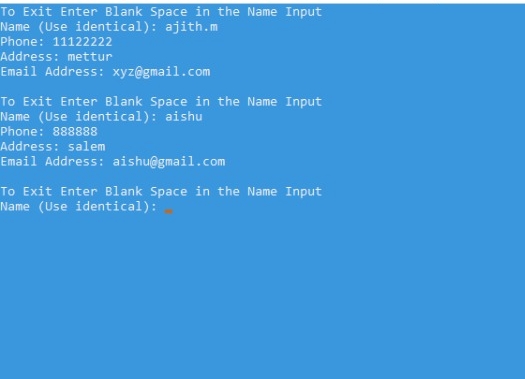 To Exit Enter Blank Space in the Name Input
Name (Use identical): ajith.m
Phone: 11122222
Address: mettur
Email Address: xyz@gmail.com
To Exit Enter Blank Space in the Name Input
Name (Use identical): aishu
Phone: 888888
Address: salem
Email Address: aishu@gmail.com
To Exit Enter Blank Space in the Name Input
Name (Use identical):